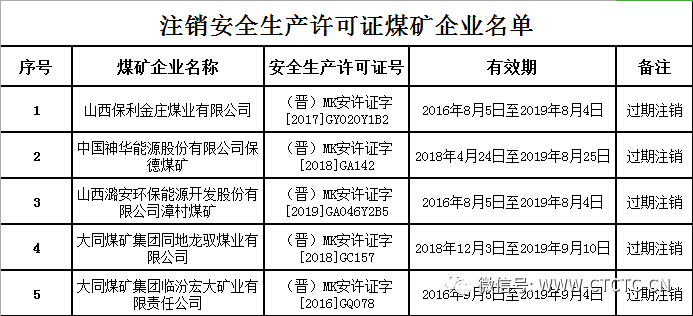 注销安全生产许可证煤矿企业名单
序号 煤矿企业名称 安全生产许可证号 有效期 备注
1 山西保利金庄煤业有限公司 （晋）MK安许证字 2016年8月5日至2019年8月4日 过期注销
[2017]GY020Y1B2
2 中国神华能源股份有限公司保 （晋）MK安许证字 2018年4月24日至2019年8月25日 过期注销
德煤矿 [2018]GA142
3 山西潞安环保能源开发股份有 （晋）MK安许证字 2016年8月5日至2019年8月4日 过期注销
限公司漳村煤矿 [2019]GA046Y2B5
4 大同煤矿集团同地龙驭煤业有 （晋）MK安许证字 2018年12月3日至2019年9月10日 过期注销
限公司 [2018]GC157
微信号: WWW_CTCTC_CN
5 大同煤矿集团临汾宏大矿业有 （晋）MK安许证字 2016年9月5日至2019年9月4日 过期注销
限责任公司 [2016]GQ078